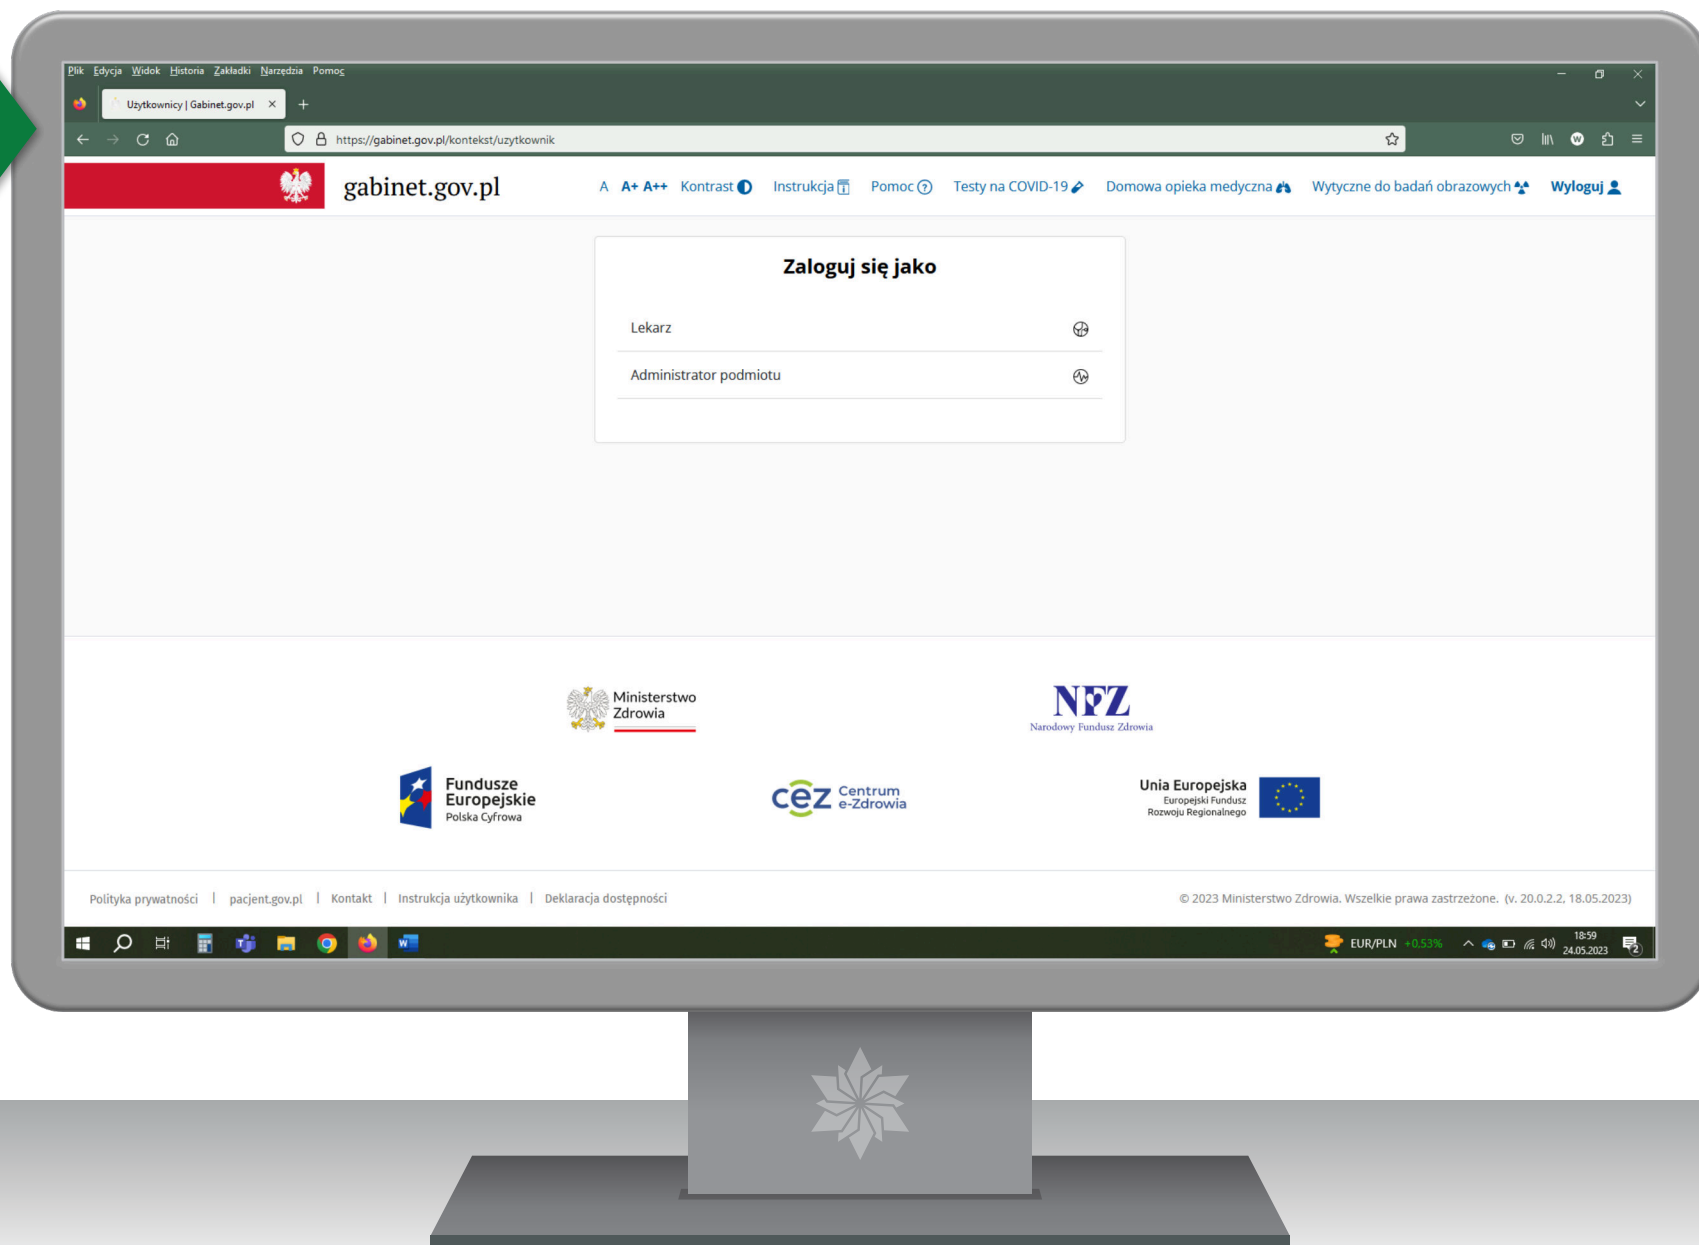 Plik Edycja Widok Historia Zakładki Narzędzia Pomoc
Użytkownicy | Gabinet.gov.pl
https://gabinet.gov.pl/kontekst/uzytkownik
gabinet.gov.pl A A+ A++ Kontrast Instrukcja Pomoc Testy na COVID-19 Domowa opieka medyczna Wytyczne do badań obrazowych Wyloguj
Zaloguj się jako
Lekarz
Administrator podmiotu
Ministerstwo
Zdrowia
NFZ
Narodowy Fundusz Zdrowia
Fundusze
Europejskie
Polska Cyfrowa
cez Centrum
e-Zdrowia
Unia Europejska
Europejski Fundusz
Rozwoju Regionalnego
Polityka prywatności | pacjent.gov.pl | Kontakt | Instrukcja użytkownika | Deklaracja dostępności
© 2023 Ministerstwo Zdrowia. Wszelkie prawa zastrzeżone. (v. 20.0.2.2, 18.05.2023)
EUR/PLN +0,53%
18:59
24.05.2023
2